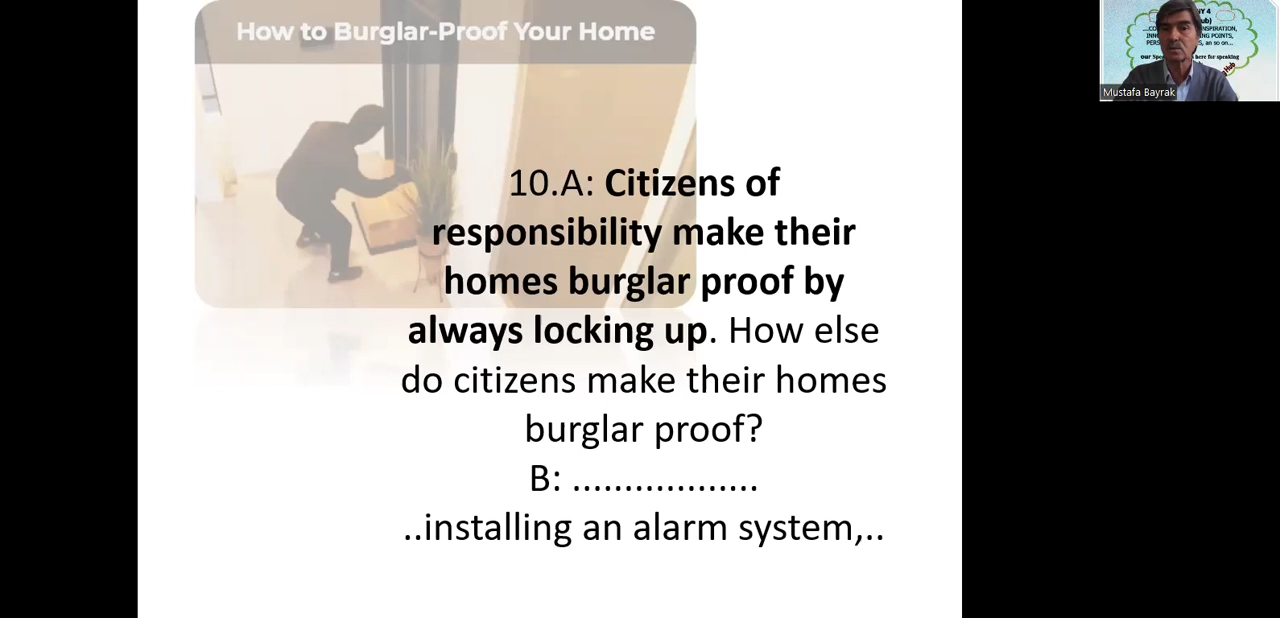 How to Burglar-Proof Your Home
10.A: Citizens of
responsibility make their
homes burglar proof by
always locking up. How else
do citizens make their homes
burglar proof?
B: ..................
..installing an alarm system,..
Mustafa Bayrak